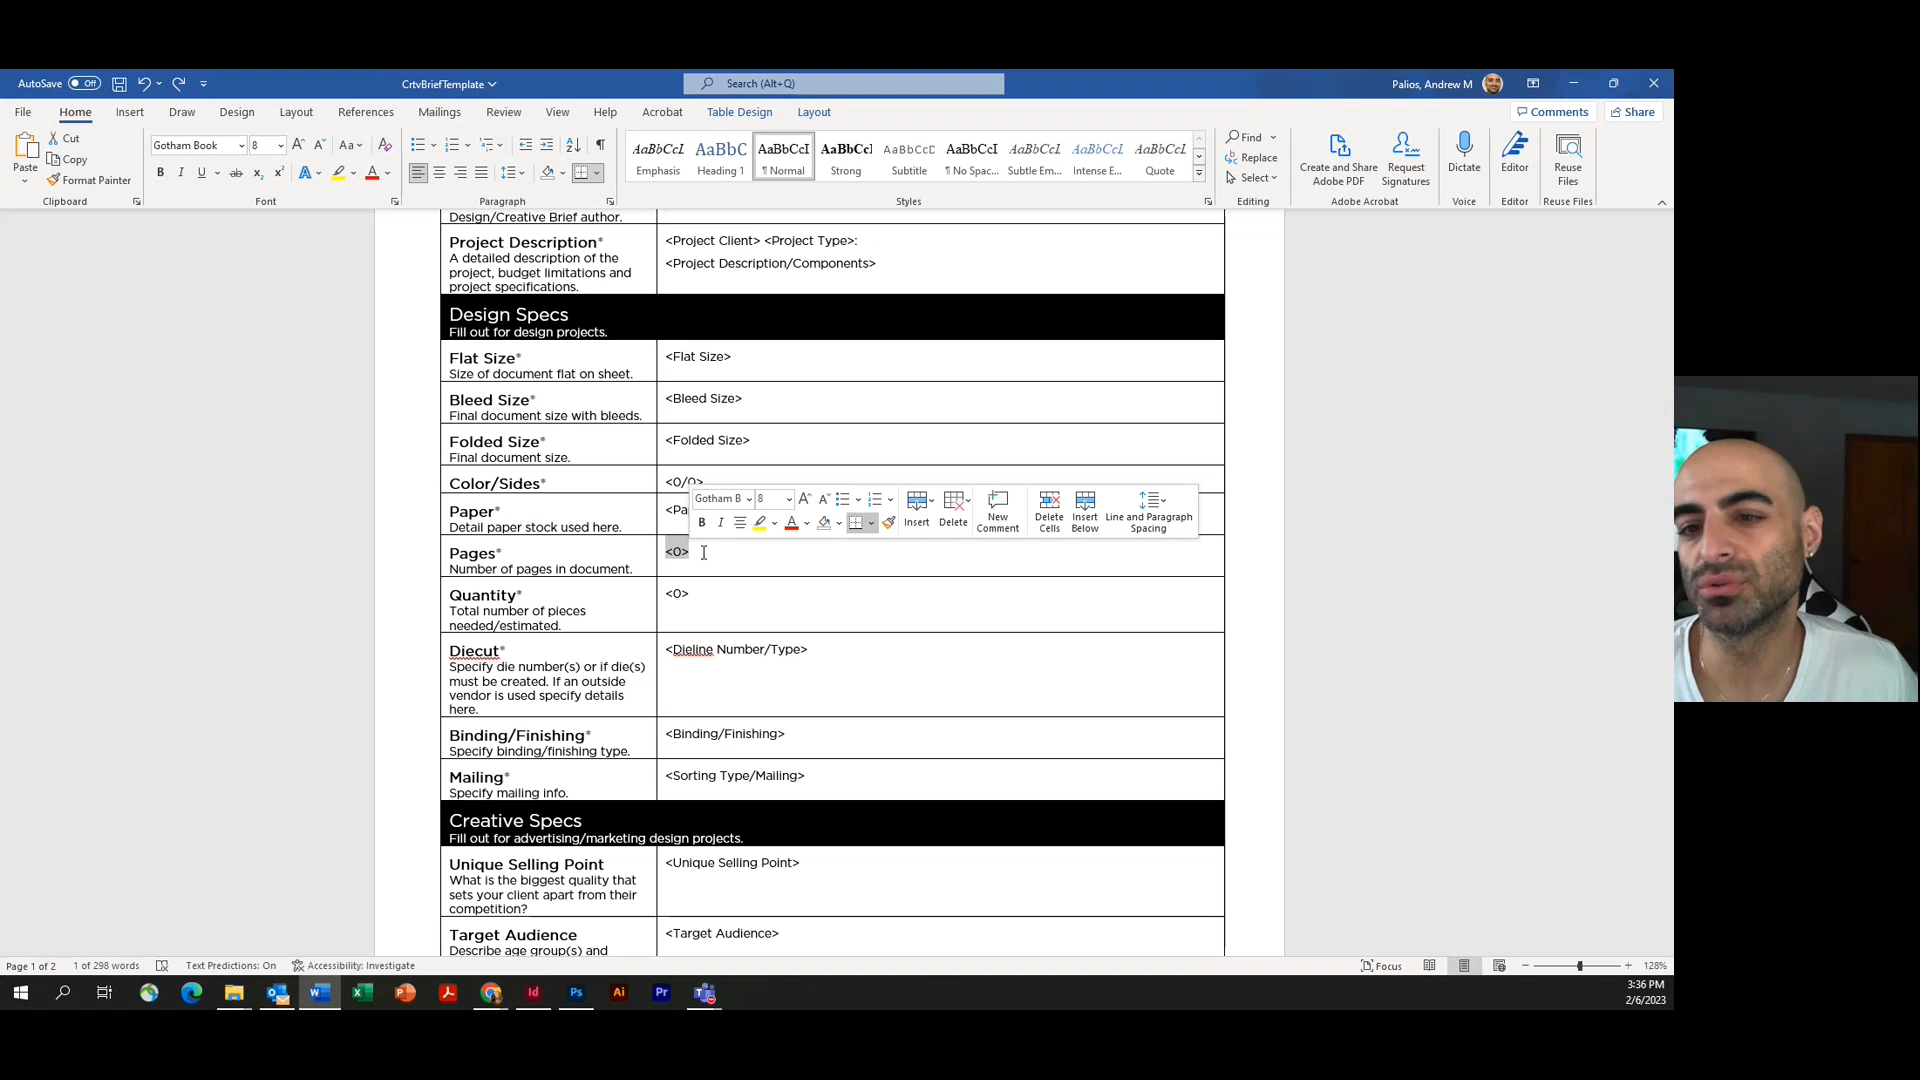 AutoSave Off
CrtvBriefTemplate
Search (Alt+Q)
Palios, Andrew M
File Home Insert Draw Design Layout References Mailings Review View Help Acrobat Table Design Layout
Comments Share
Paste
Cut
Copy
Format Painter
Clipboard
Gotham Book 8
Font
Paragraph
AaBbCcL AaBbC AaBbCcI AaBbCcI AaBbCcD AaBbCcI AaBbCcL AaBbCcL AaBbCcL
Emphasis Heading 1 ¶ Normal Strong Subtitle ¶ No Spac... Subtle Em... Intense E... Quote
Styles
Find
Replace
Select
Editing
Create and Share
Adobe PDF
Request
Signatures
Adobe Acrobat
Dictate
Voice
Editor
Editor
Reuse
Files
Reuse Files
Design/Creative Brief author.
Project Description*
A detailed description of the
project, budget limitations and
project specifications.
<Project Client> <Project Type>:
<Project Description/Components>
Design Specs
Fill out for design projects.
Flat Size*
Size of document flat on sheet.
<Flat Size>
Bleed Size*
Final document size with bleeds.
<Bleed Size>
Folded Size*
Final document size.
<Folded Size>
Color/Sides*
<0/0>
Paper*
Detail paper stock used here.
<Pa
Gotham B 8
Insert
Delete
New
Comment
Delete
Cells
Insert
Below
Line and Paragraph
Spacing
Pages*
Number of pages in document.
<0>
Quantity*
Total number of pieces
needed/estimated.
<0>
Diecut*
Specify die number(s) or if die(s)
must be created. If an outside
vendor is used specify details
here.
<Dieline Number/Type>
Binding/Finishing*
Specify binding/finishing type.
<Binding/Finishing>
Mailing*
Specify mailing info.
<Sorting Type/Mailing>
Creative Specs
Fill out for advertising/marketing design projects.
Unique Selling Point
What is the biggest quality that
sets your client apart from their
competition?
<Unique Selling Point>
Target Audience
Describe age group(s) and
<Target Audience>
Page 1 of 2 1 of 298 words Text Predictions: On Accessibility: Investigate
Focus
128%
3:36 PM
2/6/2023